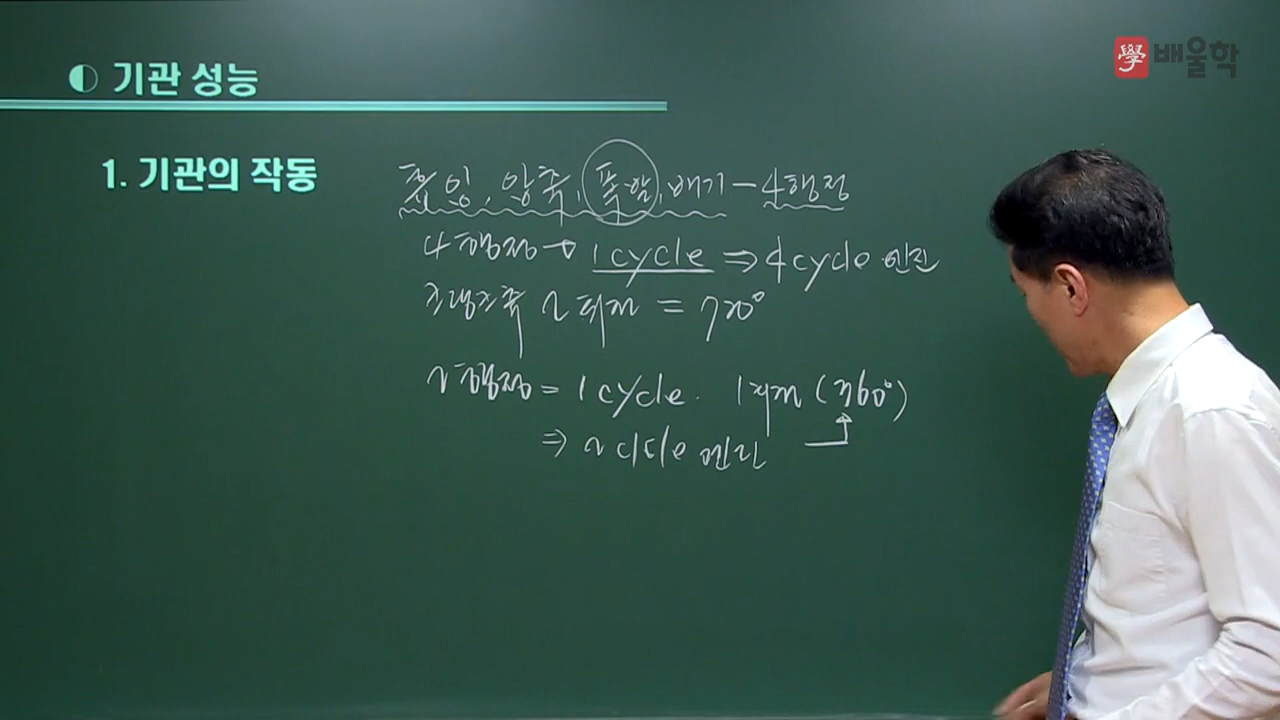 기관 성능
學 배울학
1. 기관의 작동
흡입, 압축, 폭발, 배기 – 4행정
4행정 → 1cycle ⇒ 4cycle 엔진
크랭크축 2회전 = 720°
2행정 = 1cycle. 1회전 (360°)
⇒ 2 cycle 엔진